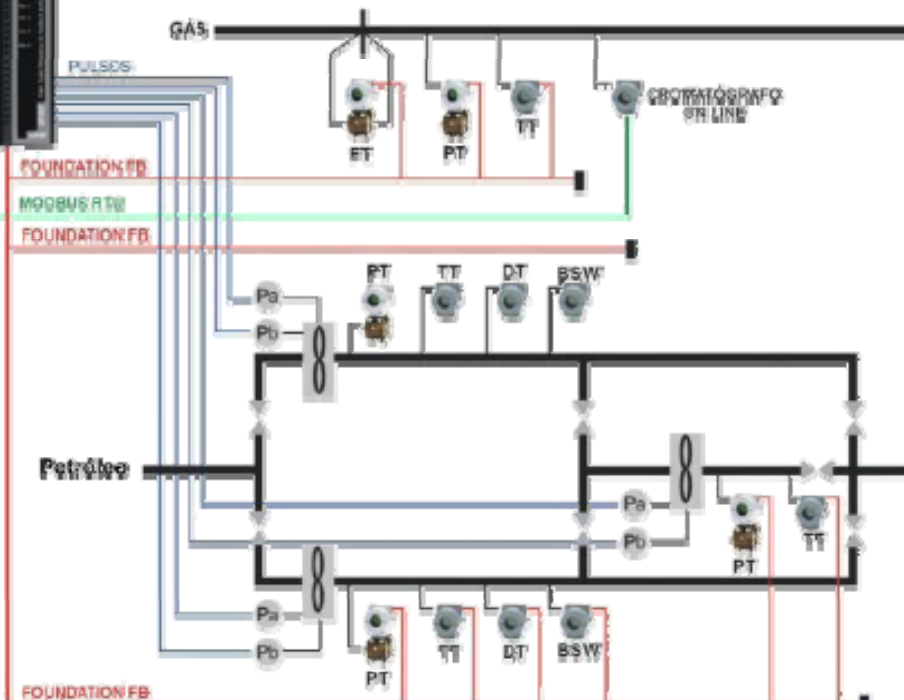 GÁS
PULSOS
CROMATÓGRAFO
ON LINE
TT
FT
PT
FOUNDATION FB
MODBUS RTU
FOUNDATION FB
PT
TT
DT
BSW
Pa
Pb
Petróleo
Pa
Pb
PT
TT
Pa
Pb
TT
DT
BSW
PT
FOUNDATION FB